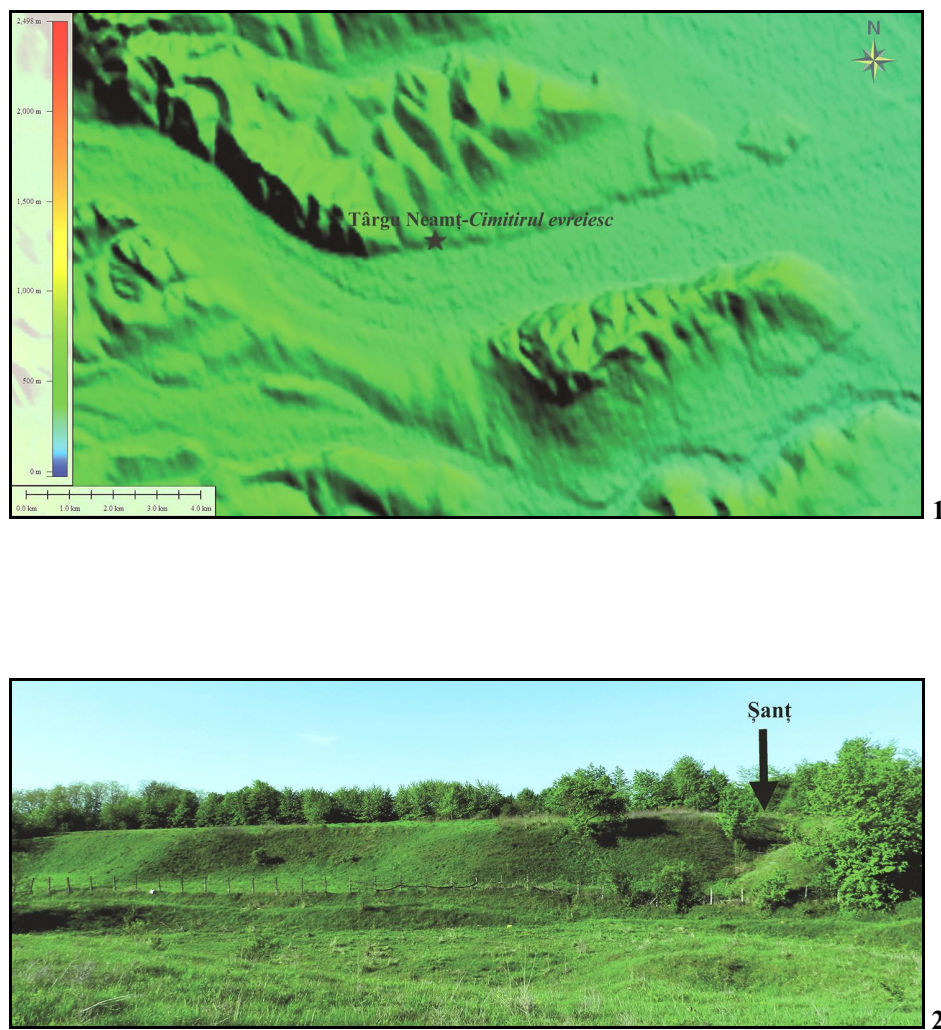 2,498 m
N
2,000 m
1,500 m
Târgu Neamț-Cimitirul evreiesc
1,000 m
500 m
0 m
0.0 km 1.0 km 2.0 km 3.0 km 4.0 km
1
Șanț
2